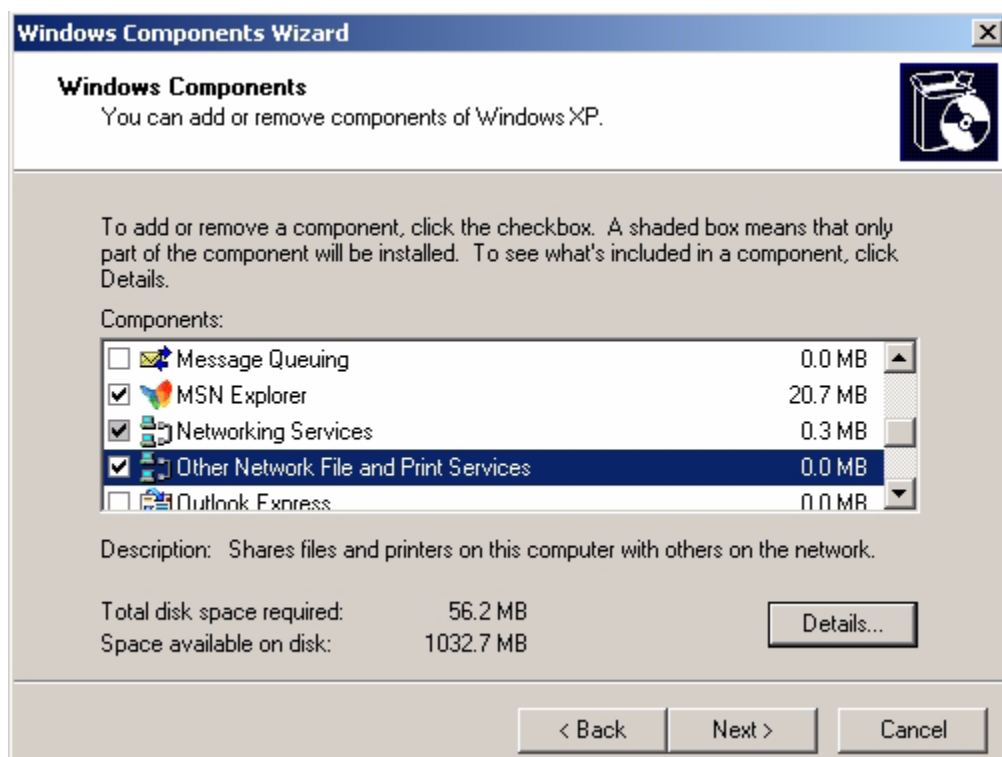 Windows Components Wizard
Windows Components
You can add or remove components of Windows XP.
To add or remove a component, click the checkbox. A shaded box means that only
part of the component will be installed. To see what's included in a component, click
Details.
Components:
Message Queuing 0.0 MB
MSN Explorer 20.7 MB
Networking Services 0.3 MB
Other Network File and Print Services 0.0 MB
Outlook Express 0.0 MB
Description: Shares files and printers on this computer with others on the network.
Total disk space required: 56.2 MB
Space available on disk: 1032.7 MB
Details...
< Back Next > Cancel